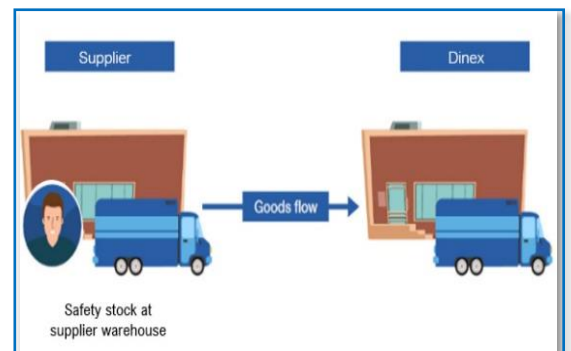 Supplier
Dinex
Goods flow
Safety stock at
supplier warehouse